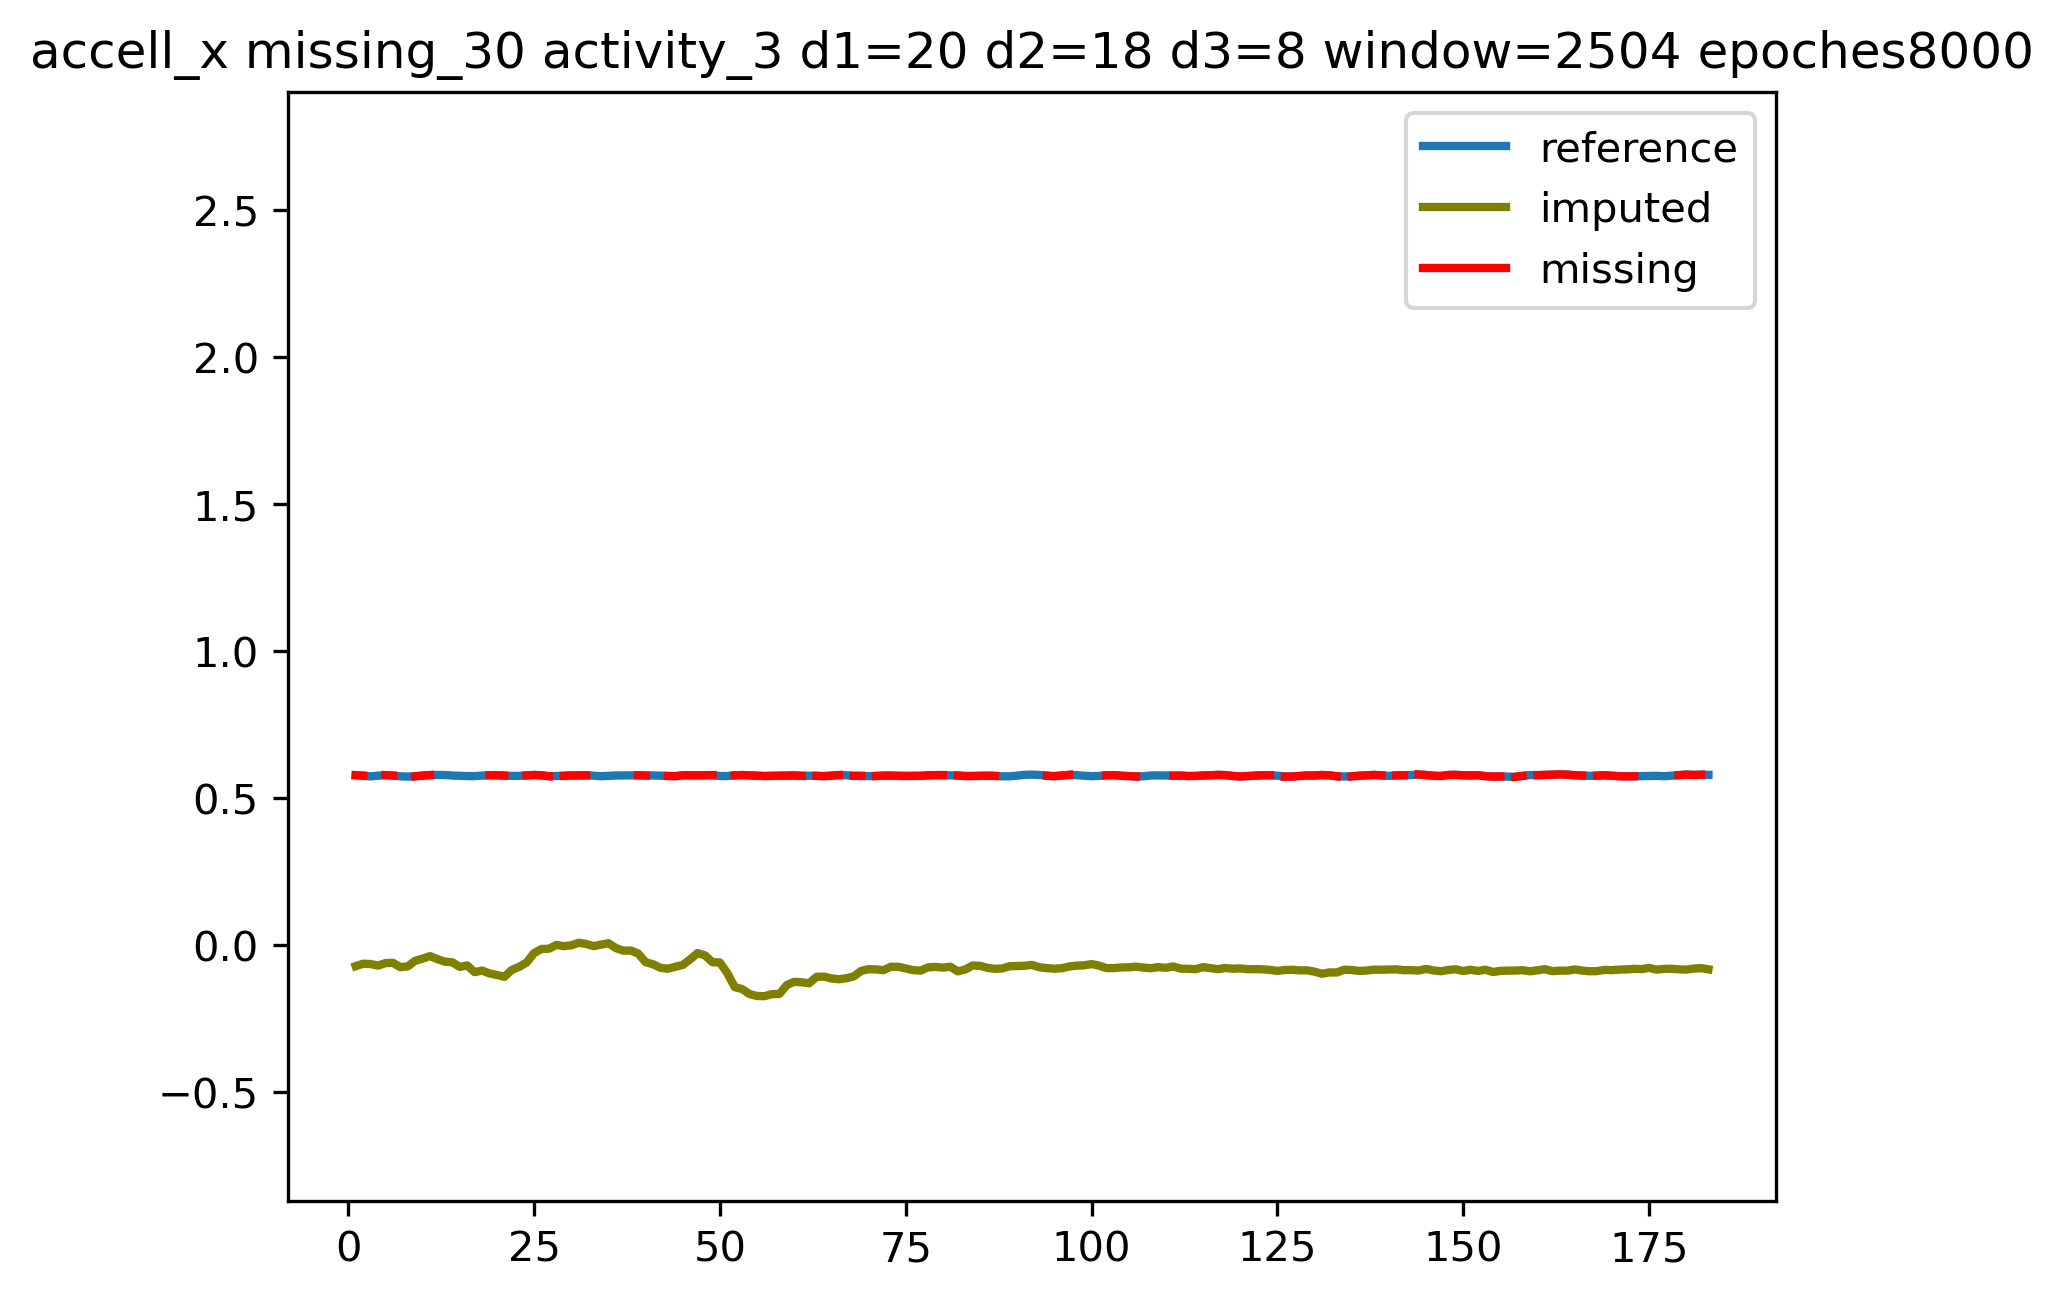 accell_x missing_30 activity_3 d1=20 d2=18 d3=8 window=2504 epoches8000
reference
imputed
missing
2.5
2.0
1.5
1.0
0.5
0.0
−0.5
0 25 50 75 100 125 150 175